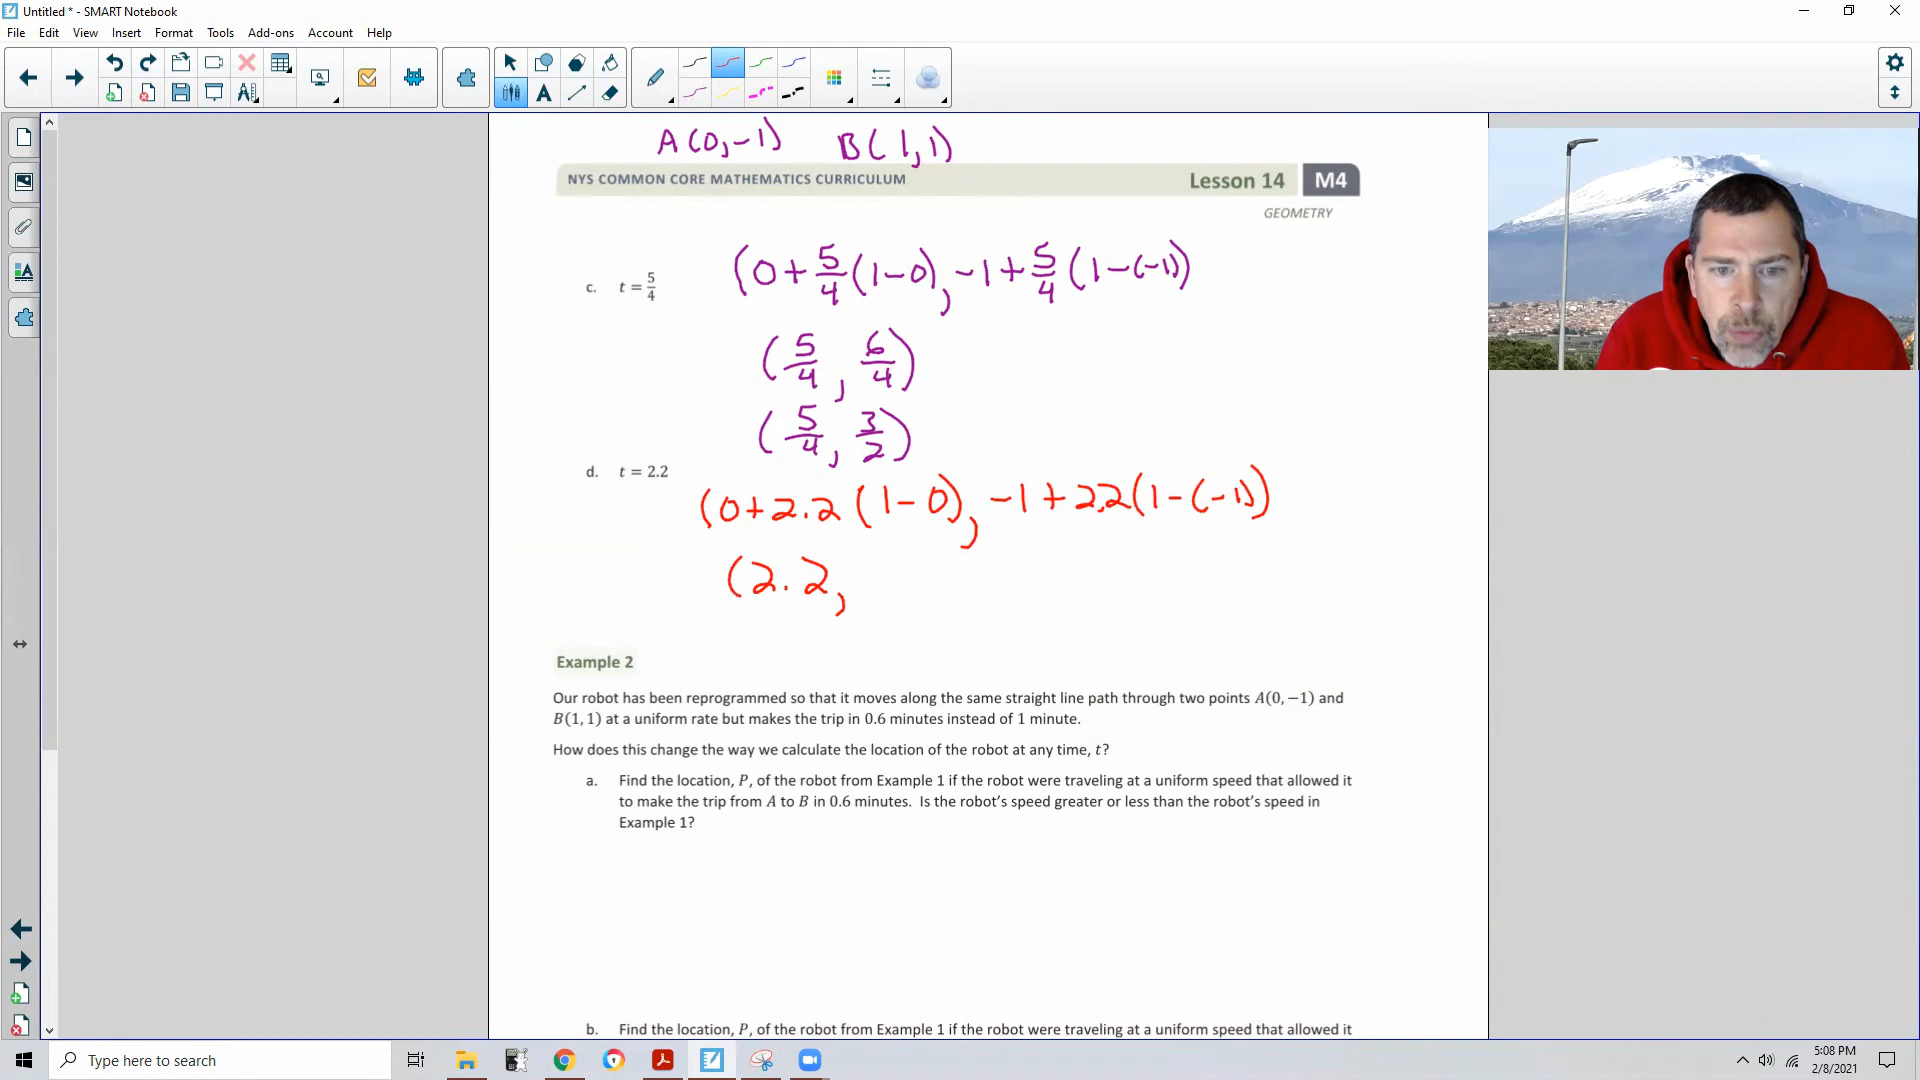 Untitled * - SMART Notebook
File Edit View Insert Format Tools Add-ons Account Help
A(0,-1) B(1,1)
NYS COMMON CORE MATHEMATICS CURRICULUM Lesson 14 M4
GEOMETRY
c. t = 5/4 (0+5/4(1-0), -1+5/4(1-(-1))
(5/4, 6/4)
(5/4, 3/2)
d. t = 2.2
(0+2.2(1-0), -1+2.2(1-(-1))
(2.2,
Example 2
Our robot has been reprogrammed so that it moves along the same straight line path through two points A(0, −1) and
B(1, 1) at a uniform rate but makes the trip in 0.6 minutes instead of 1 minute.
How does this change the way we calculate the location of the robot at any time, t?
a. Find the location, P, of the robot from Example 1 if the robot were traveling at a uniform speed that allowed it
to make the trip from A to B in 0.6 minutes. Is the robot's speed greater or less than the robot's speed in
Example 1?
b. Find the location, P, of the robot from Example 1 if the robot were traveling at a uniform speed that allowed it
Type here to search
5:08 PM
2/8/2021